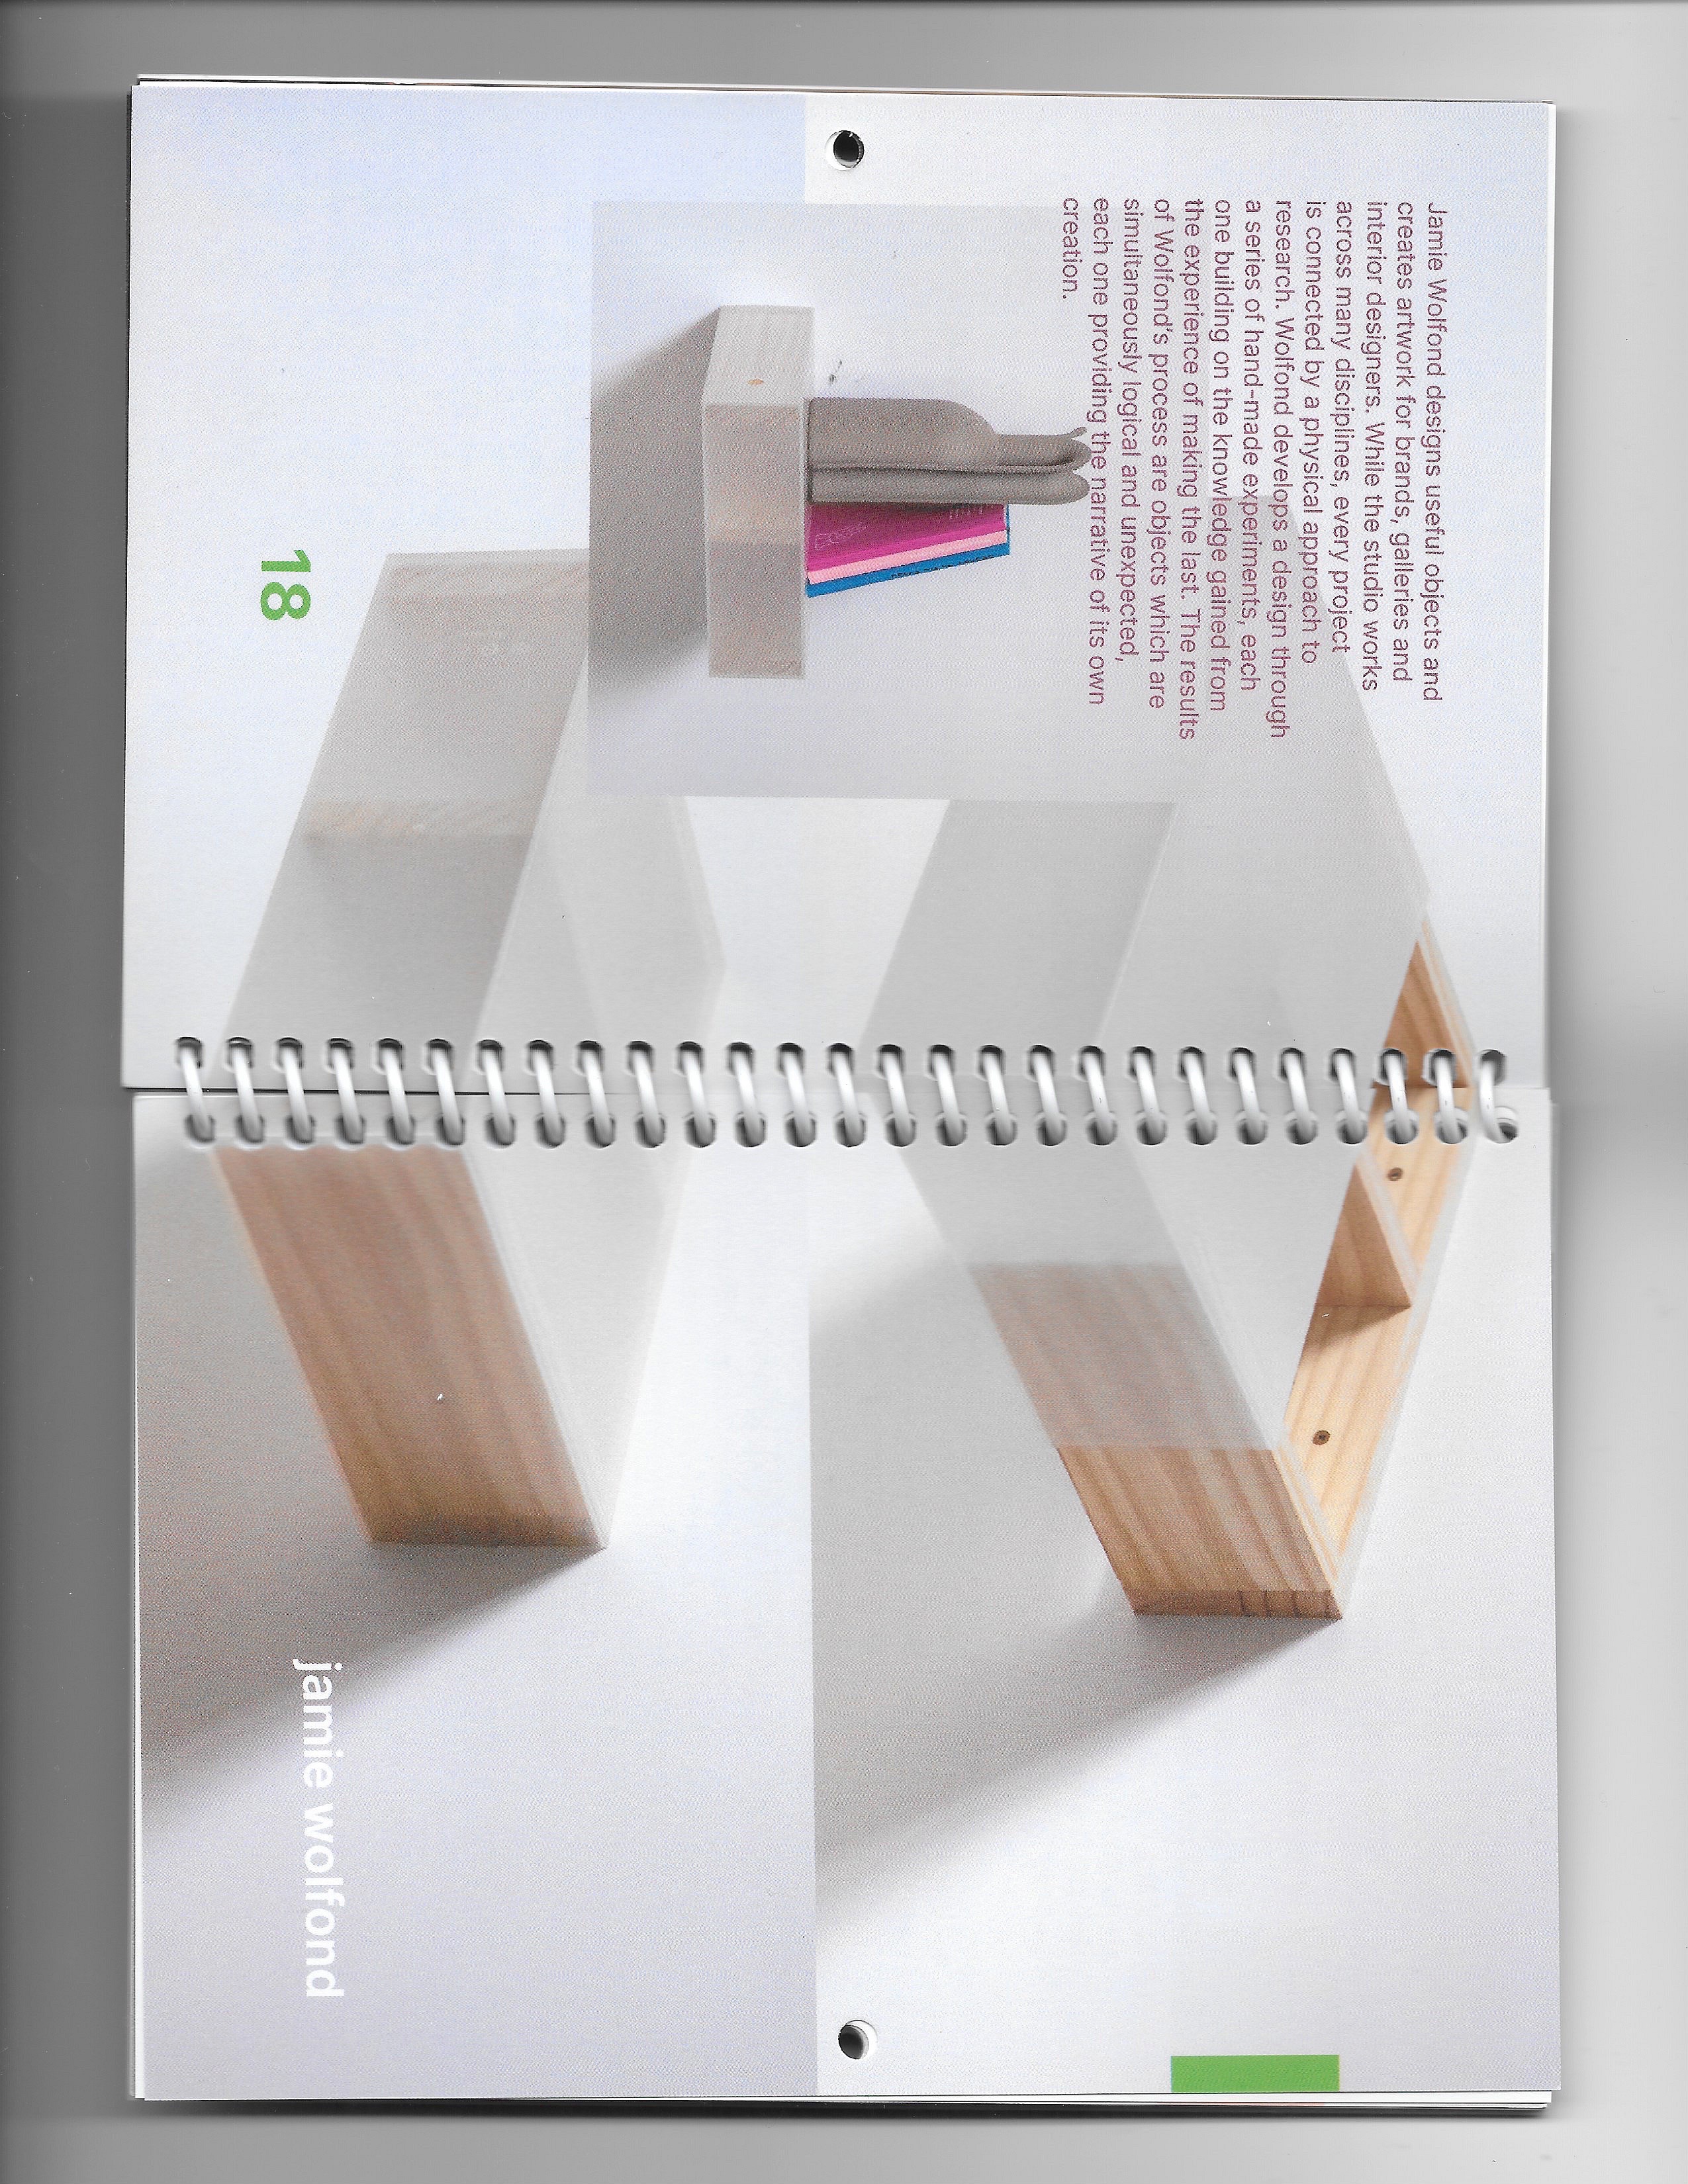 Jamie Wolfond designs useful objects and
creates artwork for brands, galleries and
interior designers. While the studio works
across many disciplines, every project
is connected by a physical approach to
research. Wolfond develops a design through
a series of hand-made experiments, each
one building on the knowledge gained from
the experience of making the last. The results
of Wolfond’s process are objects which are
simultaneously logical and unexpected,
each one providing the narrative of its own
creation.
18
jamie wolfond